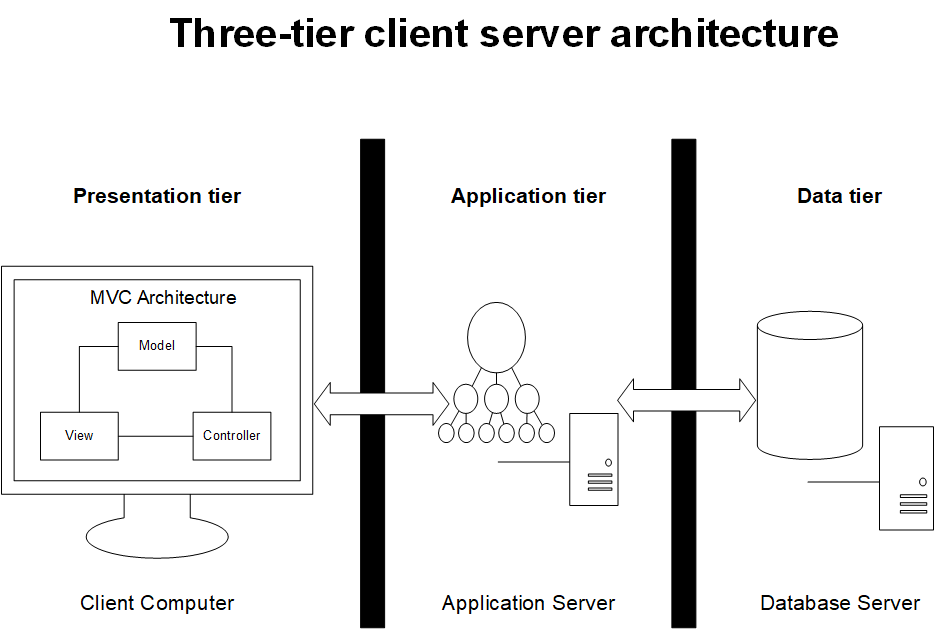 Three-tier client server architecture
Presentation tier
Application tier
Data tier
MVC Architecture
Model
View
Controller
Client Computer
Application Server
Database Server